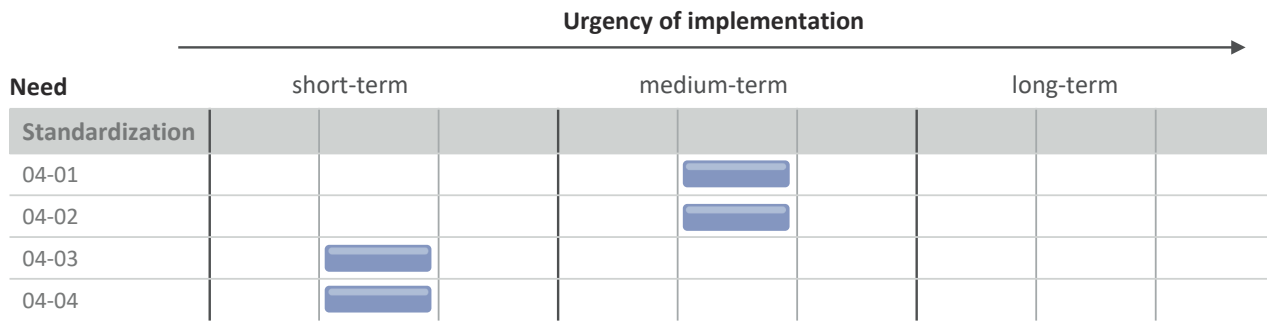 Urgency of implementation
Need short-term medium-term long-term
Standardization
04-01
04-02
04-03
04-04